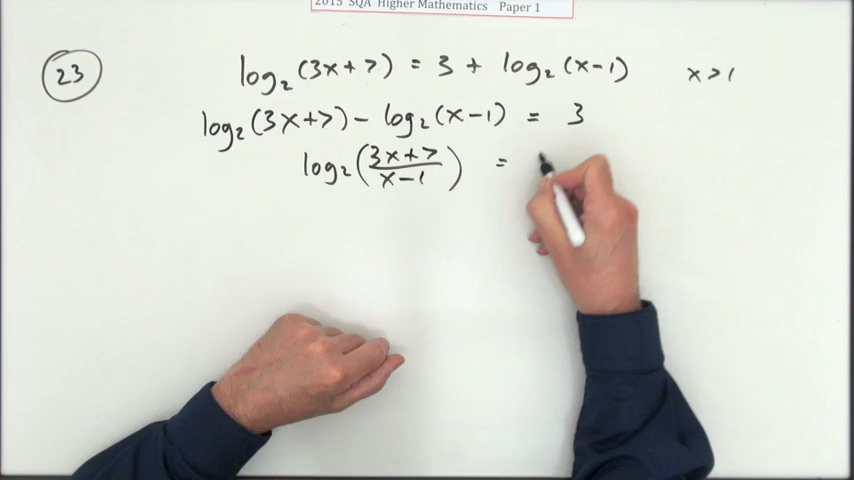 2015 SQA Higher Mathematics Paper 1
23 log₂(3x+7) = 3 + log₂(x-1) x>1
log₂(3x+7) - log₂(x-1) = 3
log₂((3x+7)/(x-1)) =